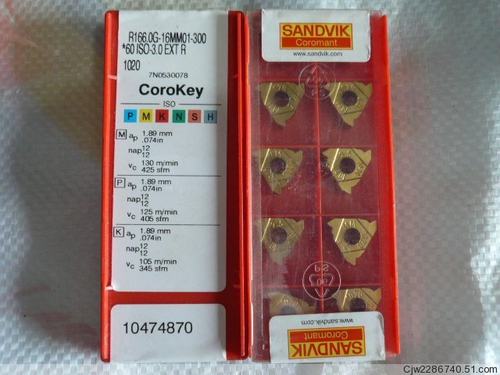 R166.0G-16MM01-300
*60 ISO-3.0 EXT R
1020
7N0530078
CoroKey
ISO
P M K N S H
M ap 1.89 mm
.074in
nap 12
12
vc 130 m/min
425 sfm
P ap 1.89 mm
.074in
nap 12
12
vc 125 m/min
405 sfm
K ap 1.89 mm
.074in
nap 12
12
vc 105 m/min
345 sfm
10474870
SANDVIK
Coromant
www.sandvik.com
www.sandvik.com
SANDVIK
Coromant
Cjw2286740.51.com